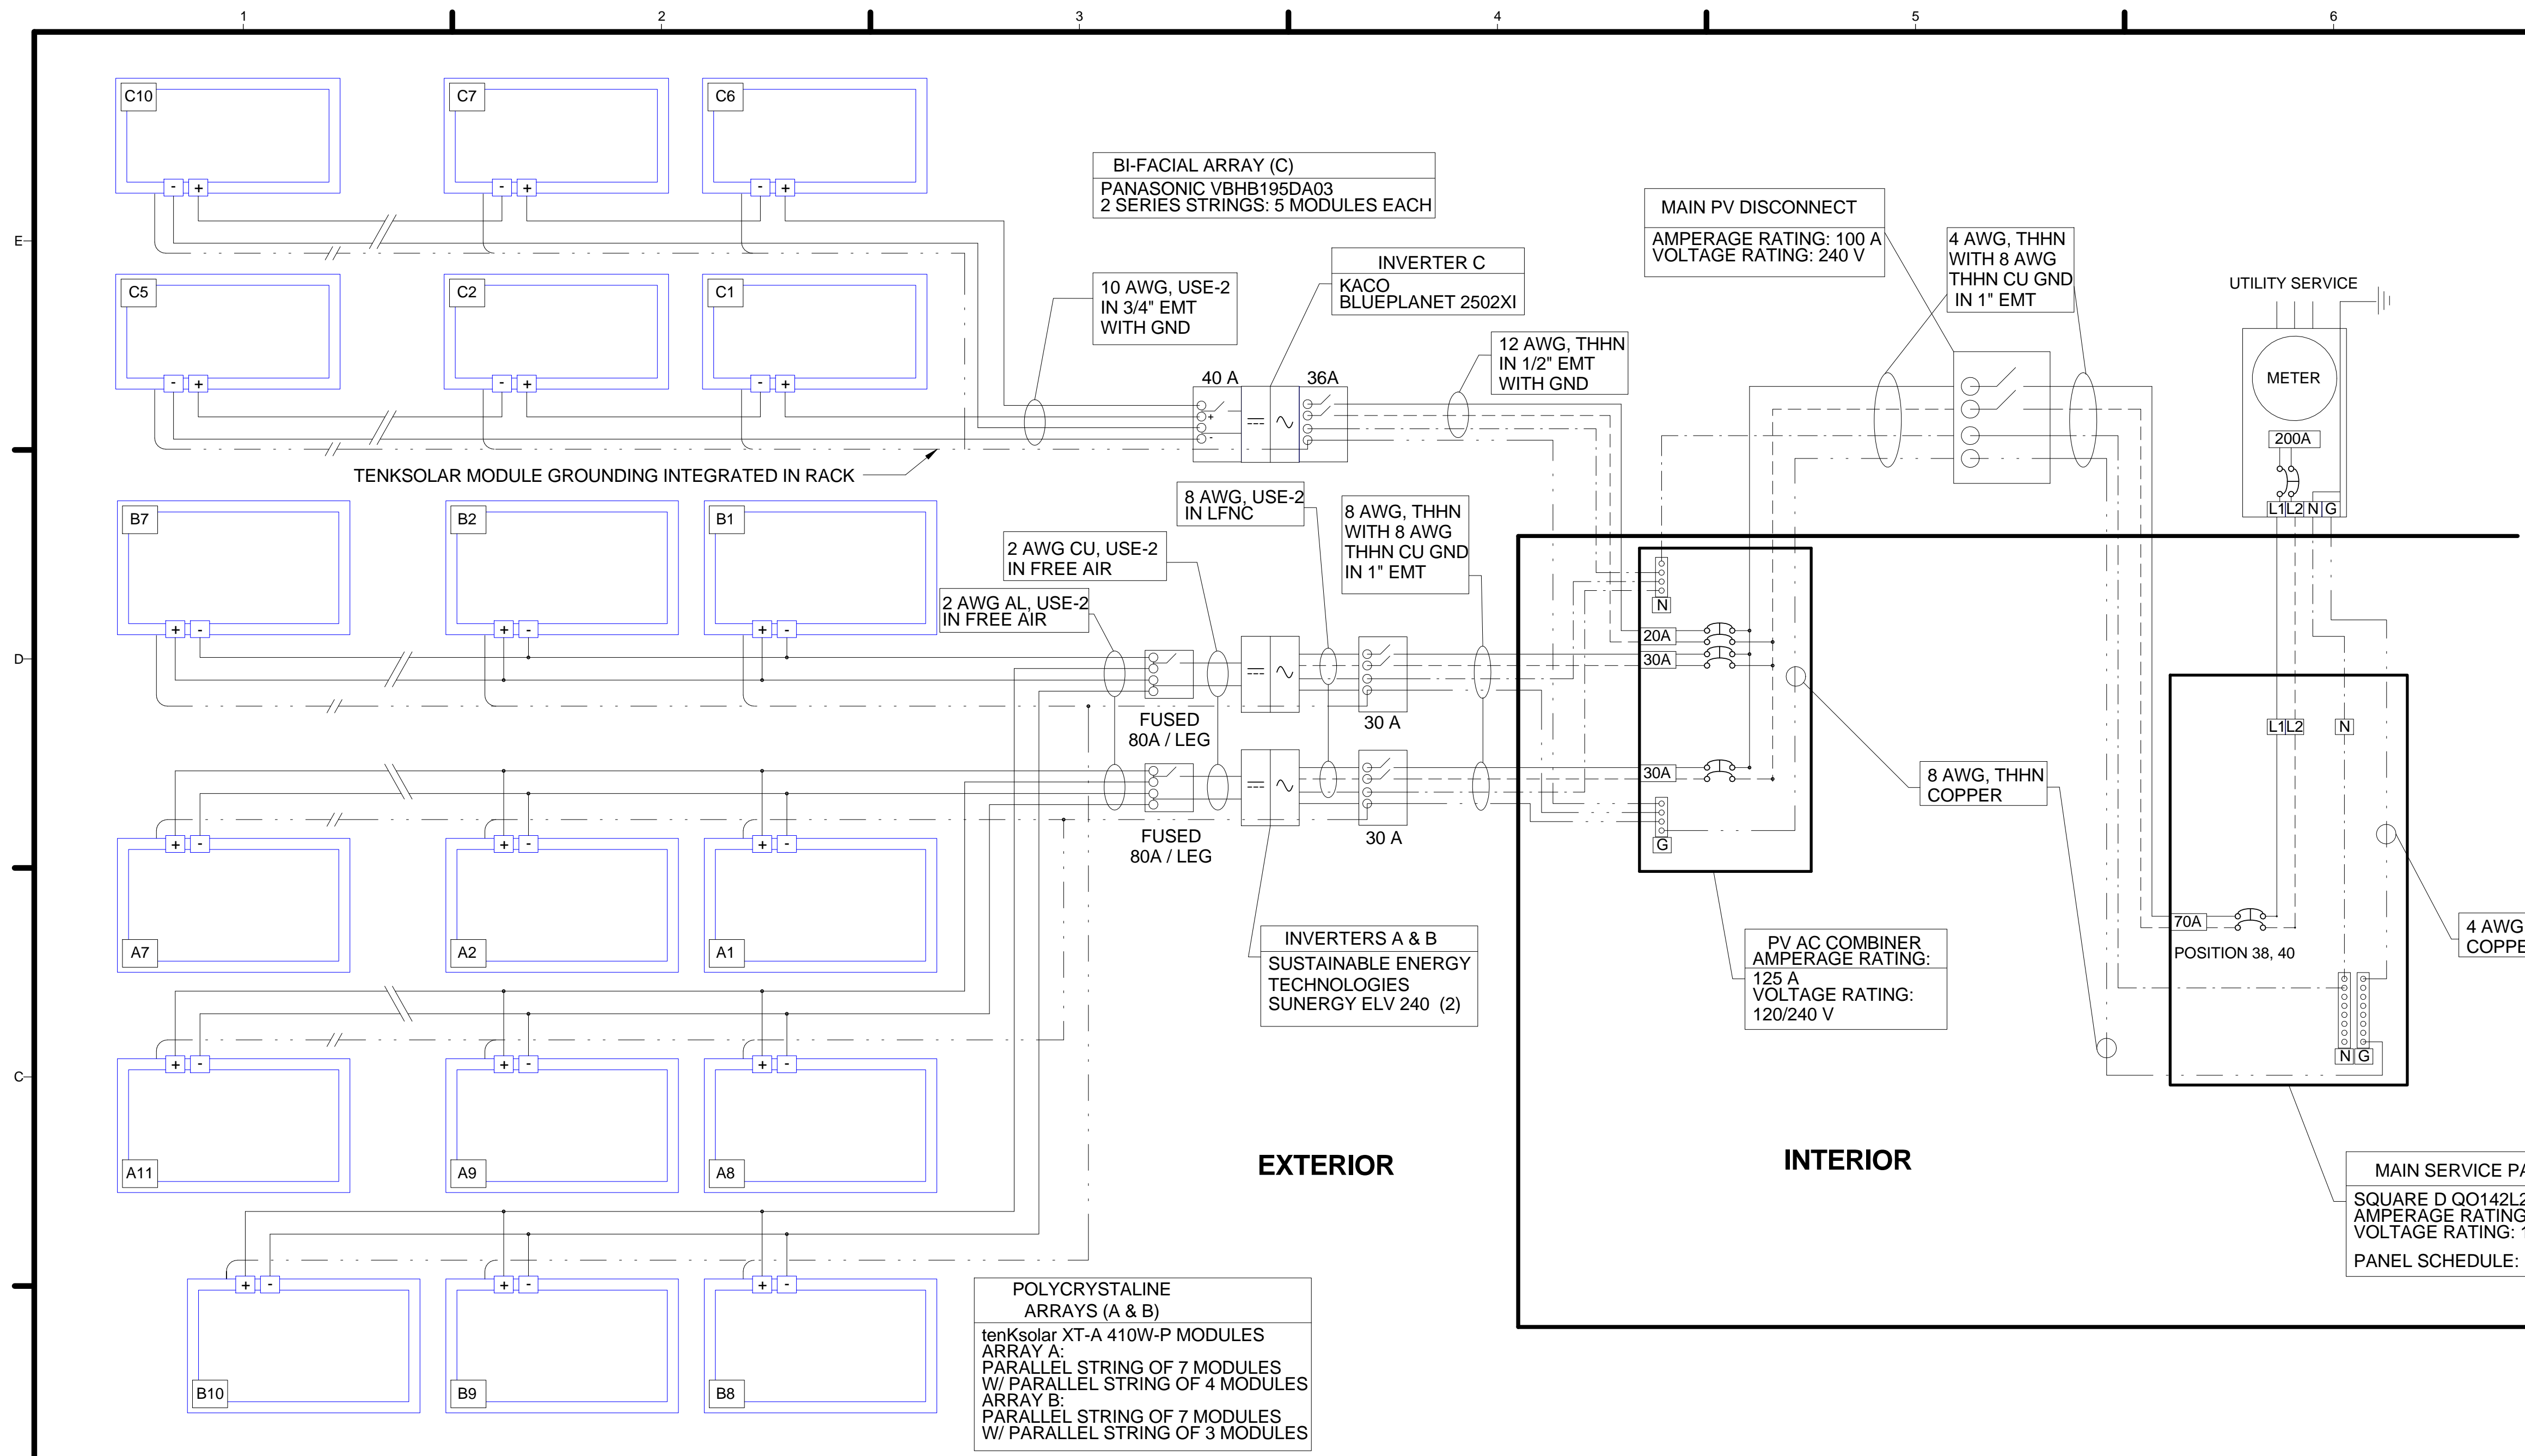 1
2
3
4
5
6
E
D
C
C10
C7
C6
- +
- +
- +
C5
C2
C1
- +
- +
- +
BI-FACIAL ARRAY (C)
PANASONIC VBHB195DA03
2 SERIES STRINGS: 5 MODULES EACH
10 AWG, USE-2
IN 3/4" EMT
WITH GND
INVERTER C
KACO
BLUEPLANET 2502XI
12 AWG, THHN
IN 1/2" EMT
WITH GND
40 A
36A
+
-
MAIN PV DISCONNECT
AMPERAGE RATING: 100 A
VOLTAGE RATING: 240 V
4 AWG, THHN
WITH 8 AWG
THHN CU GND
IN 1" EMT
UTILITY SERVICE
METER
200A
L1 L2 N G
TENKSOLAR MODULE GROUNDING INTEGRATED IN RACK
B7
B2
B1
+ -
+ -
+ -
8 AWG, USE-2
IN LFNC
2 AWG CU, USE-2
IN FREE AIR
2 AWG AL, USE-2
IN FREE AIR
8 AWG, THHN
WITH 8 AWG
THHN CU GND
IN 1" EMT
FUSED
80A / LEG
30 A
FUSED
80A / LEG
30 A
N
20A
30A
30A
G
8 AWG, THHN
COPPER
L1 L2
N
70A
POSITION 38, 40
N G
4 AWG
COPPE
+ -
+ -
+ -
A7
A2
A1
INVERTERS A & B
SUSTAINABLE ENERGY
TECHNOLOGIES
SUNERGY ELV 240 (2)
PV AC COMBINER
AMPERAGE RATING:
125 A
VOLTAGE RATING:
120/240 V
+ -
+ -
+ -
A11
A9
A8
EXTERIOR
INTERIOR
MAIN SERVICE PA
SQUARE D QO142L2
AMPERAGE RATING
VOLTAGE RATING: 1
PANEL SCHEDULE:
+ -
+ -
+ -
B10
B9
B8
POLYCRYSTALINE
ARRAYS (A & B)
tenKsolar XT-A 410W-P MODULES
ARRAY A:
PARALLEL STRING OF 7 MODULES
W/ PARALLEL STRING OF 4 MODULES
ARRAY B:
PARALLEL STRING OF 7 MODULES
W/ PARALLEL STRING OF 3 MODULES